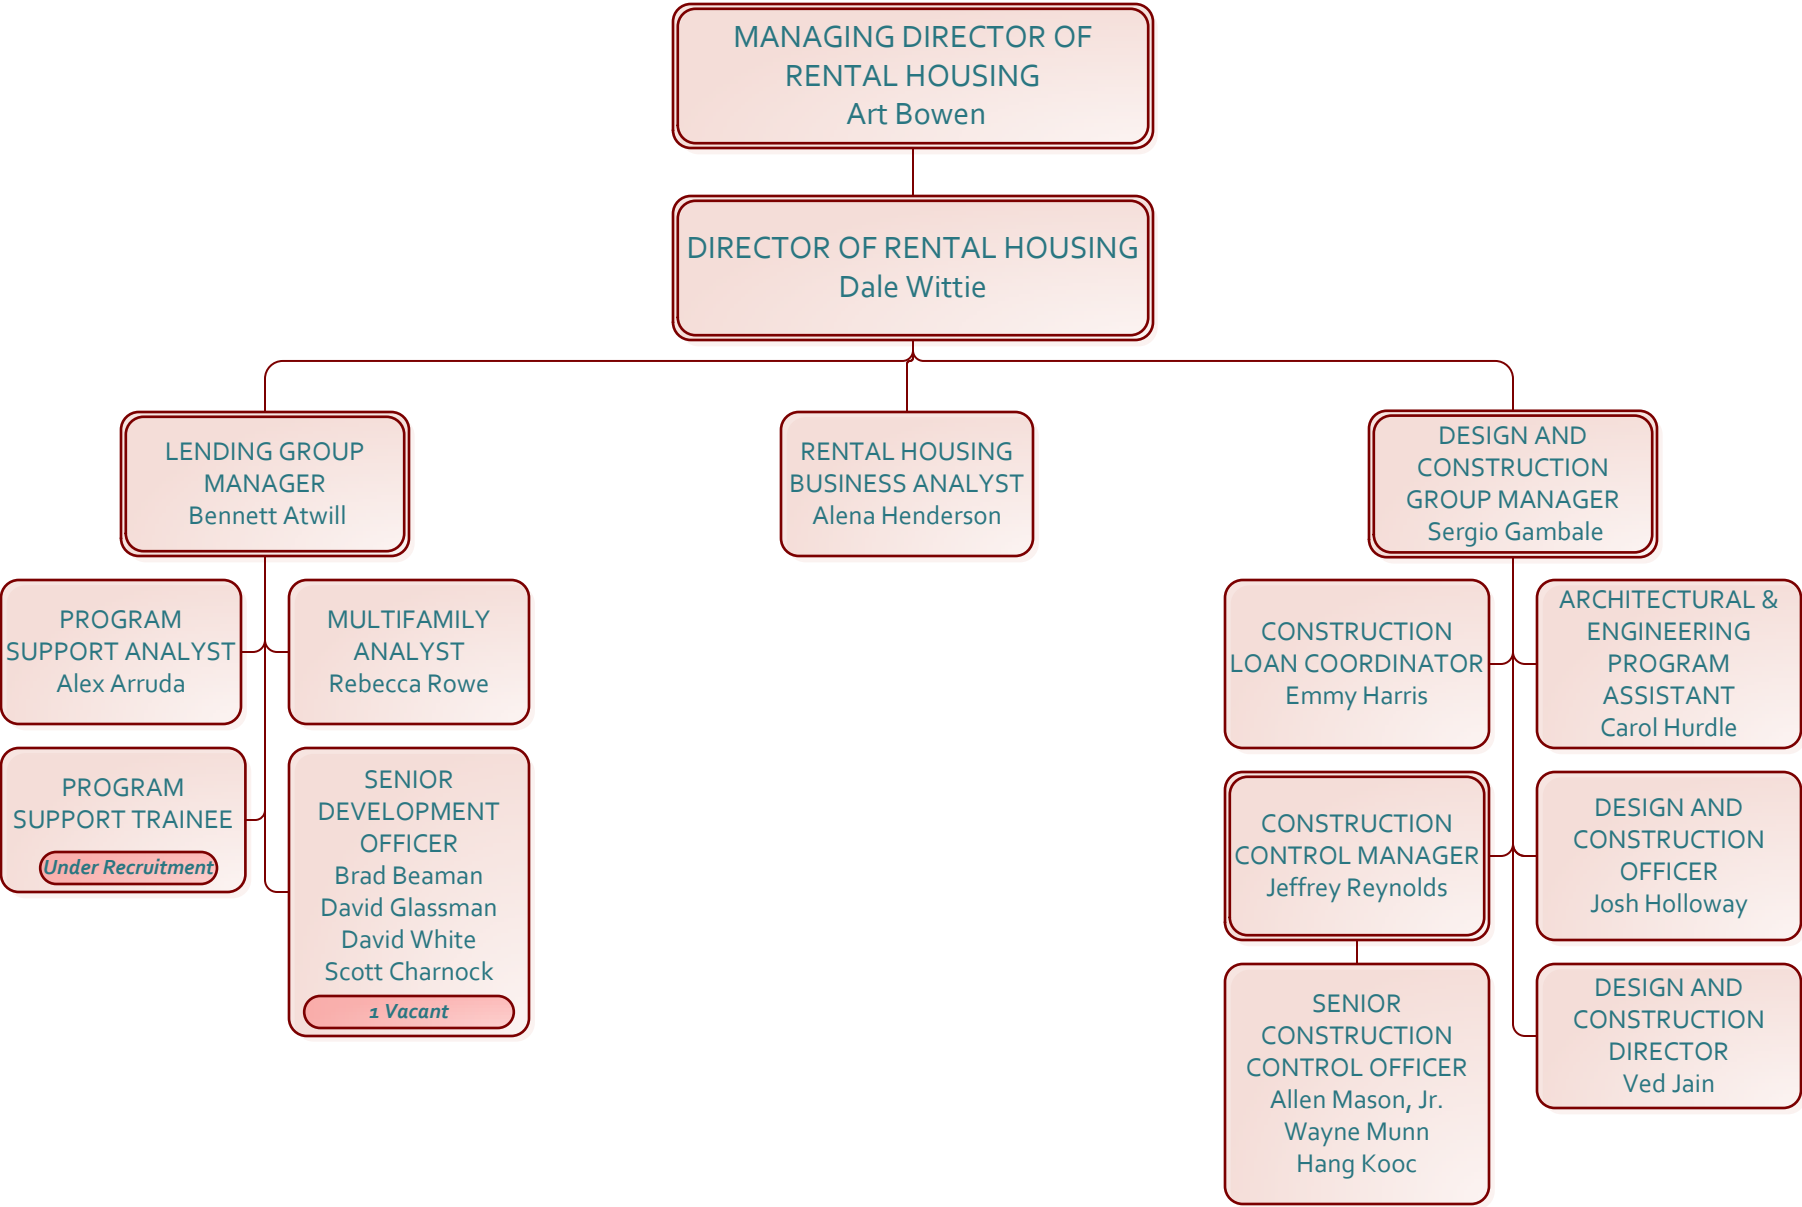 MANAGING DIRECTOR OF
RENTAL HOUSING
Art Bowen
DIRECTOR OF RENTAL HOUSING
Dale Wittie
LENDING GROUP
MANAGER
Bennett Atwill
RENTAL HOUSING
BUSINESS ANALYST
Alena Henderson
DESIGN AND
CONSTRUCTION
GROUP MANAGER
Sergio Gambale
PROGRAM
SUPPORT ANALYST
Alex Arruda
MULTIFAMILY
ANALYST
Rebecca Rowe
CONSTRUCTION
LOAN COORDINATOR
Emmy Harris
ARCHITECTURAL &
ENGINEERING
PROGRAM
ASSISTANT
Carol Hurdle
PROGRAM
SUPPORT TRAINEE
Under Recruitment
SENIOR
DEVELOPMENT
OFFICER
Brad Beaman
David Glassman
David White
Scott Charnock
1 Vacant
CONSTRUCTION
CONTROL MANAGER
Jeffrey Reynolds
DESIGN AND
CONSTRUCTION
OFFICER
Josh Holloway
SENIOR
CONSTRUCTION
CONTROL OFFICER
Allen Mason, Jr.
Wayne Munn
Hang Kooc
DESIGN AND
CONSTRUCTION
DIRECTOR
Ved Jain